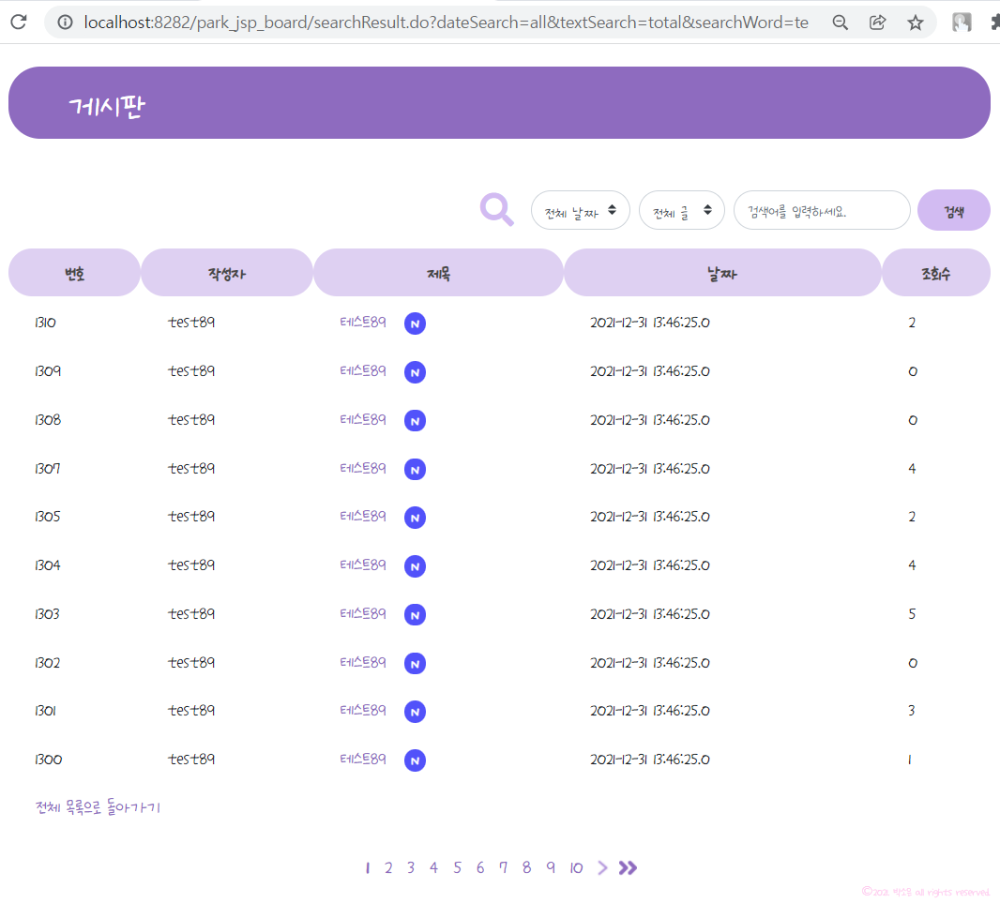 localhost:8282/park_jsp_board/searchResult.do?dateSearch=all&textSearch=total&searchWord=te
게시판
전체 날짜 전체 글 검색어를 입력하세요. 검색
번호 작성자 제목 날짜 조회수
1310 test89 테스트89 N 2021-12-31 13:46:25.0 2
1309 test89 테스트89 N 2021-12-31 13:46:25.0 0
1308 test89 테스트89 N 2021-12-31 13:46:25.0 0
1307 test89 테스트89 N 2021-12-31 13:46:25.0 4
1305 test89 테스트89 N 2021-12-31 13:46:25.0 2
1304 test89 테스트89 N 2021-12-31 13:46:25.0 4
1303 test89 테스트89 N 2021-12-31 13:46:25.0 5
1302 test89 테스트89 N 2021-12-31 13:46:25.0 0
1301 test89 테스트89 N 2021-12-31 13:46:25.0 3
1300 test89 테스트89 N 2021-12-31 13:46:25.0 1
전체 목록으로 돌아가기
1 2 3 4 5 6 7 8 9 10
©2021. all rights reserved.